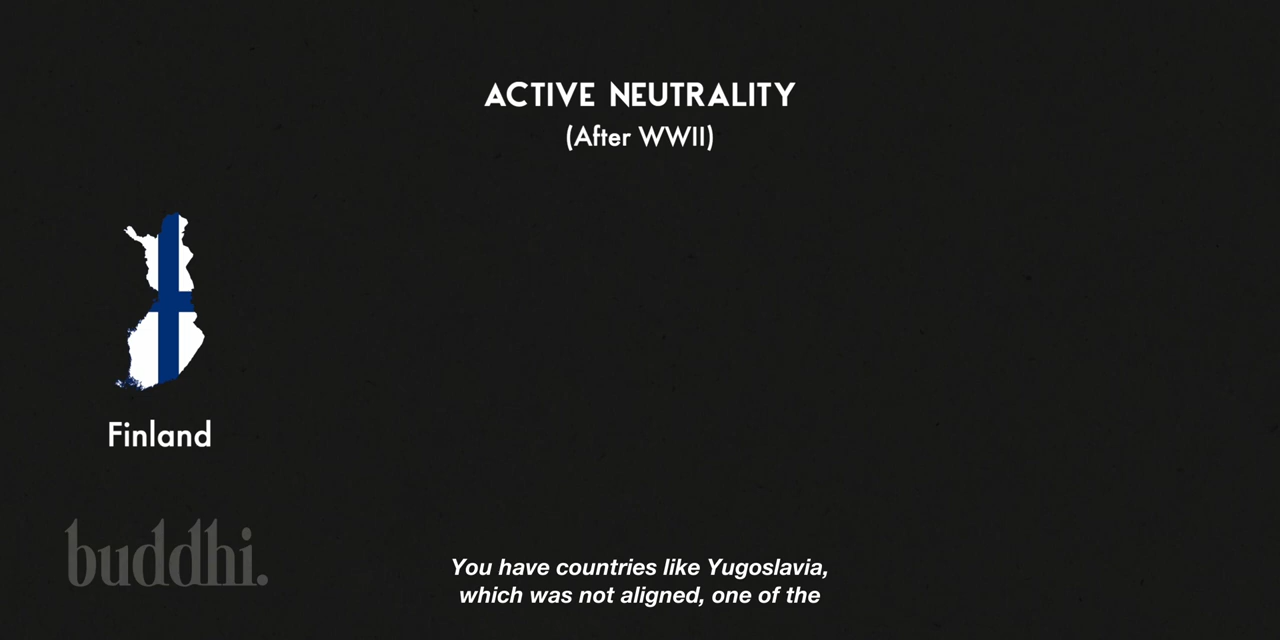 ACTIVE NEUTRALITY
(After WWII)
Finland
buddhi.
You have countries like Yugoslavia,
which was not aligned, one of the